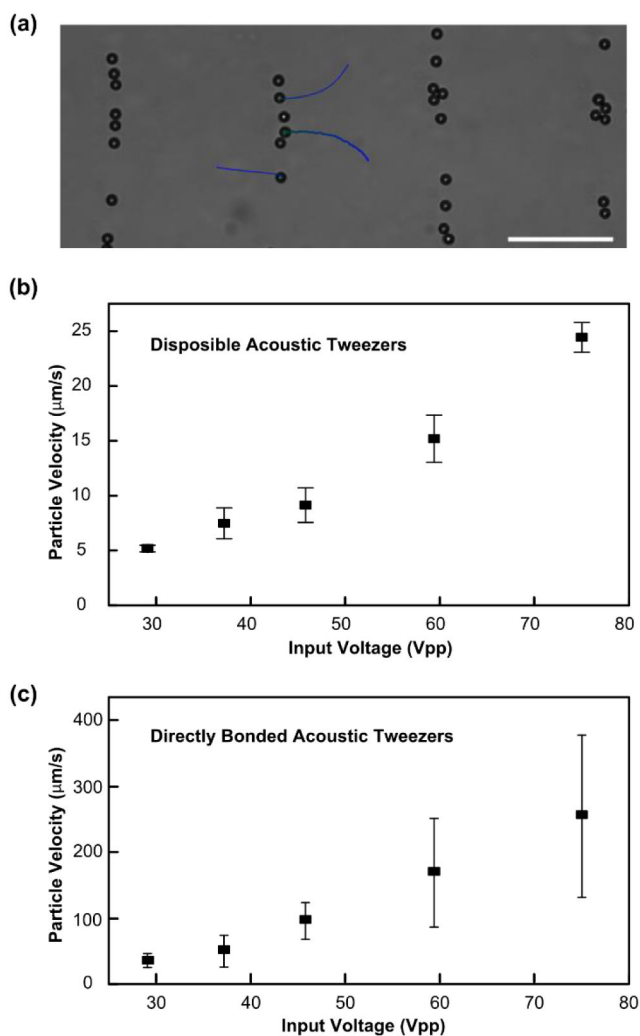 (a)
(b)
Disposible Acoustic Tweezers
Particle Velocity (μm/s)
25
20
15
10
5
0
30 40 50 60 70 80
Input Voltage (Vpp)
(c)
Directly Bonded Acoustic Tweezers
Particle Velocity (μm/s)
400
300
200
100
0
30 40 50 60 70 80
Input Voltage (Vpp)